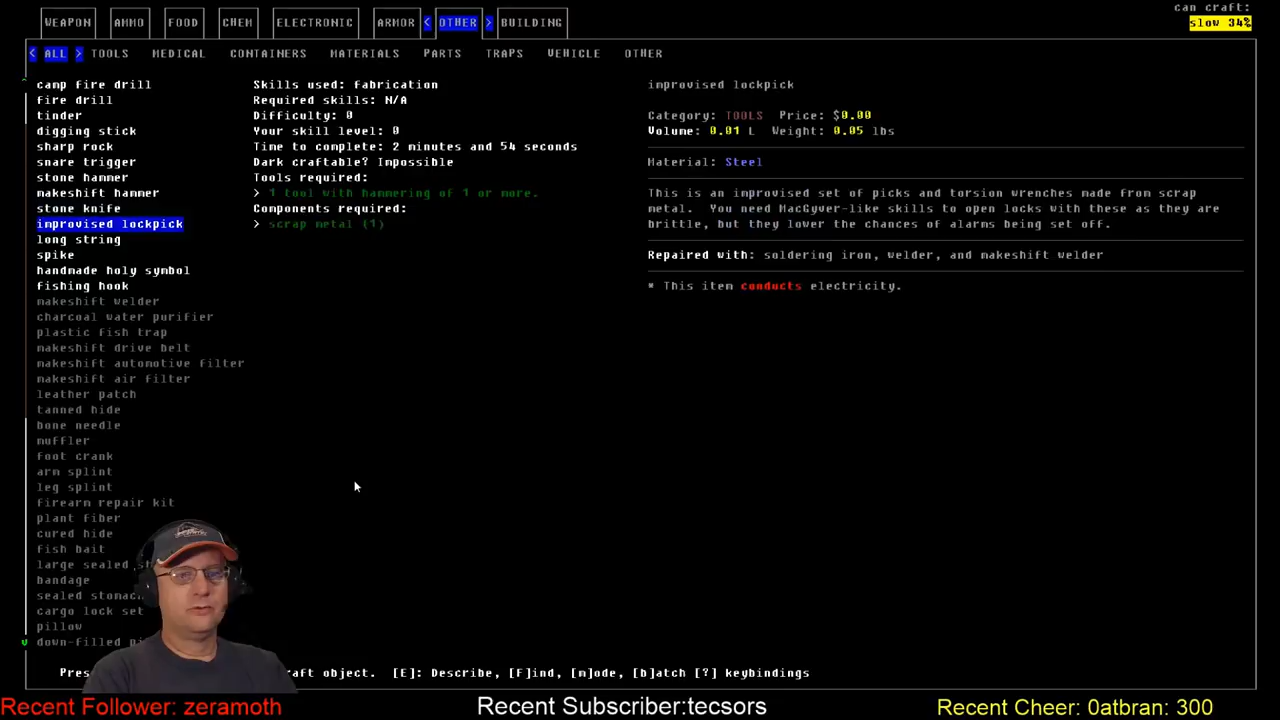 can craft:
WEAPON AMMO FOOD CHEM ELECTRONIC ARMOR < OTHER > BUILDING slow 34%
< ALL > TOOLS MEDICAL CONTAINERS MATERIALS PARTS TRAPS VEHICLE OTHER
camp fire drill
fire drill
tinder
digging stick
sharp rock
snare trigger
stone hammer
makeshift hammer
stone knife
improvised lockpick
long string
spike
handmade holy symbol
fishing hook
makeshift welder
charcoal water purifier
plastic fish trap
makeshift drive belt
makeshift automotive filter
makeshift air filter
leather patch
tanned hide
bone needle
muffler
foot crank
arm splint
leg splint
firearm repair kit
plant fiber
cured hide
fish bait
large sealed
bandage
sealed
cargo lock set
pillow
v down-filled
Skills used: fabrication
Required skills: N/A
Difficulty: 0
Your skill level: 0
Time to complete: 2 minutes and 54 seconds
Dark craftable? Impossible
Tools required:
> 1 tool with hammering of 1 or more.
Components required:
> scrap metal (1)
improvised lockpick
Category: TOOLS Price: $0.00
Volume: 0.01 L Weight: 0.05 lbs
Material: Steel
This is an improvised set of picks and torsion wrenches made from scrap
metal. You need MacGyver-like skills to open locks with these as they are
brittle, but they lower the chances of alarms being set off.
Repaired with: soldering iron, welder, and makeshift welder
* This item conducts electricity.
object. [E]: Describe, [F]ind, [m]ode, [b]atch [?] keybindings
Recent Follower: zeramoth Recent Subscriber:tecsors Recent Cheer: 0atbran: 300